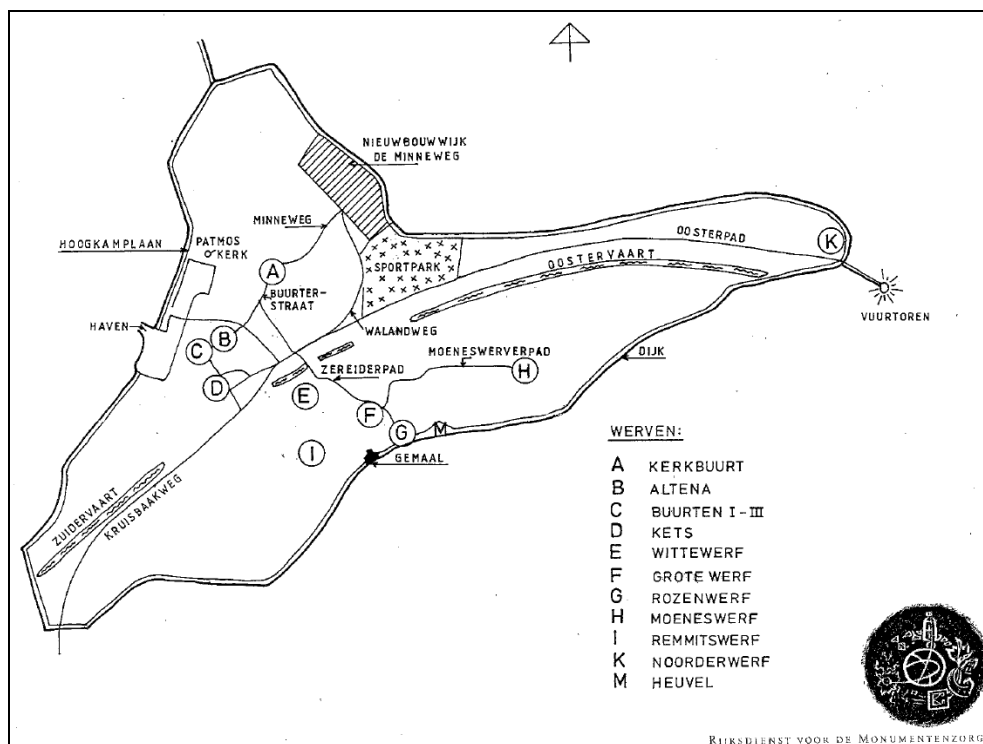 NIEUWBOUWWIJK
DE MINNEWEG
MINNEWEG
HOOGKAMPLAAN
PATMOS
KERK
OOSTERPAD
K
A
SPORTPARK
OOSTERVAART
BUURTER-
STRAAT
VUURTOREN
HAVEN
B
WALANDWEG
C
MOENESWERVERPAD
DIJK
D
ZEREIDERPAD
H
E
F
G
M
I
GEMAAL
ZUIDERVAART
KRUISBAAKWEG
WERVEN:
A KERKBUURT
B ALTENA
C BUURTEN I-III
D KETS
E WITTEWERF
F GROTE WERF
G ROZENWERF
H MOENESWERF
I REMMITSWERF
K NOORDERWERF
M HEUVEL
RIJKSDIENST VOOR DE MONUMENTENZORG